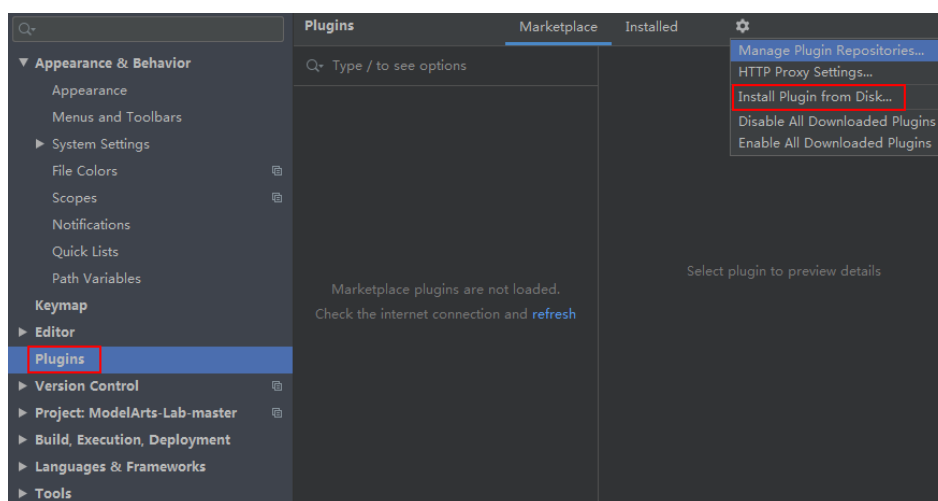 Appearance & Behavior
Appearance
Menus and Toolbars
System Settings
File Colors
Scopes
Notifications
Quick Lists
Path Variables
Keymap
Editor
Plugins
Version Control
Project: ModelArts-Lab-master
Build, Execution, Deployment
Languages & Frameworks
Tools
Plugins
Marketplace
Installed
Type / to see options
Marketplace plugins are not loaded.
Check the internet connection and refresh
Manage Plugin Repositories...
HTTP Proxy Settings...
Install Plugin from Disk...
Disable All Downloaded Plugins
Enable All Downloaded Plugins
Select plugin to preview details